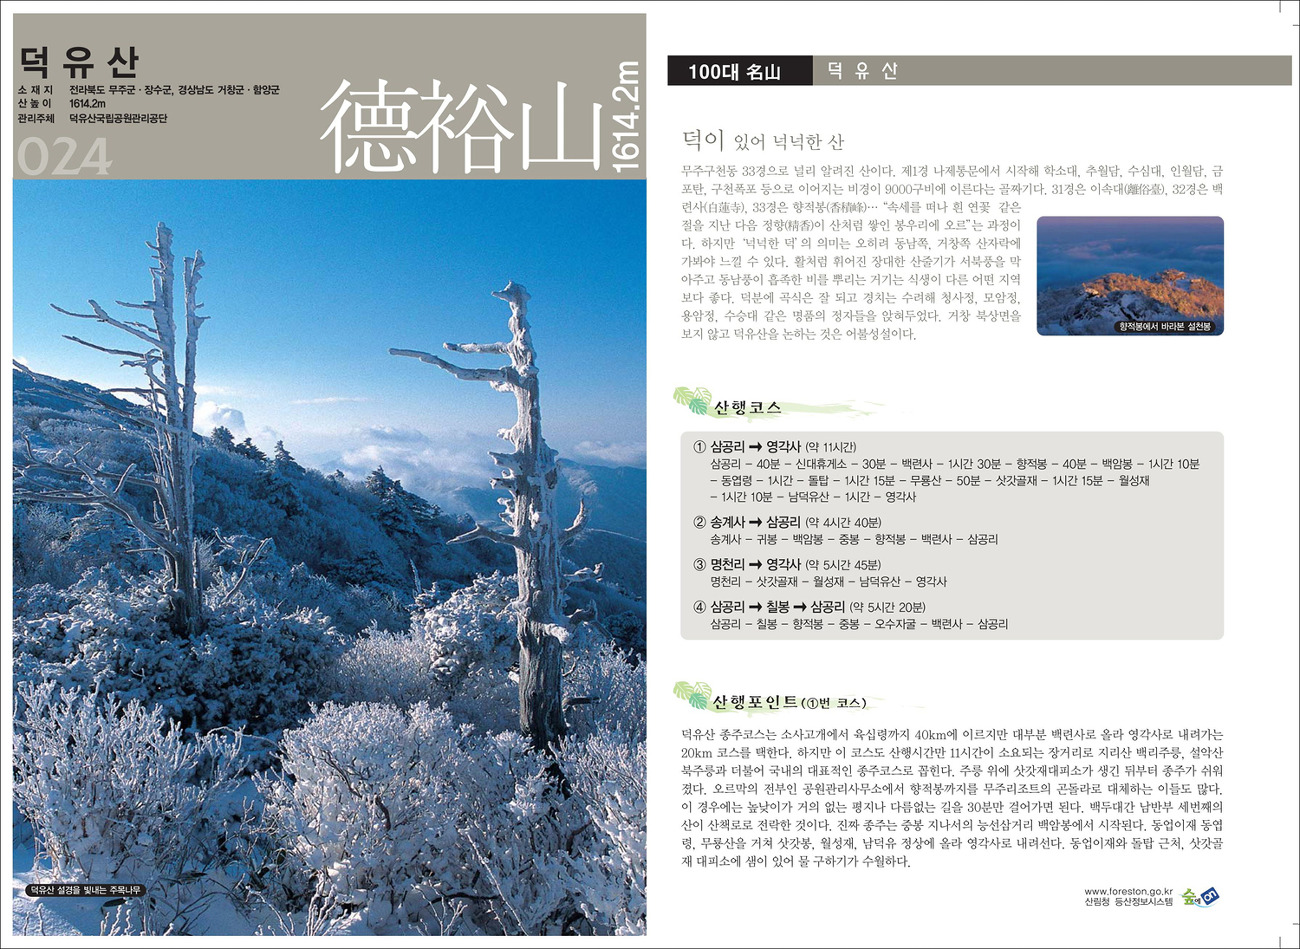 덕유산
소 재 지 전라북도 무주군 · 장수군, 경상남도 거창군 · 함양군
산 높 이 1614.2m
관리주체 덕유산국립공원관리공단
024
德裕山
1614.2m
덕유산 설경을 빛내는 주목나무
100대 名山 덕 유 산
덕이 있어 넉넉한 산
무주구천동 33경으로 널리 알려진 산이다. 제1경 나제통문에서 시작해 학소대, 추월담, 수심대, 인월담, 금
포탄, 구천폭포 등으로 이어지는 비경이 9000구비에 이른다는 골짜기다. 31경은 이속대(離俗臺), 32경은 백
련사(白蓮寺), 33경은 향적봉(香積峰)… “속세를 떠나 흰 연꽃 같은
절을 지난 다음 정향(精香)이 산처럼 쌓인 봉우리에 오르”는 과정이
다. 하지만 ‘넉넉한 덕’의 의미는 오히려 동남쪽, 거창쪽 산자락에
가봐야 느낄 수 있다. 활처럼 휘어진 장대한 산줄기가 서북풍을 막
아주고 동남풍이 흡족한 비를 뿌리는 거기는 식생이 다른 어떤 지역
보다 좋다. 덕분에 곡식은 잘 되고 경치는 수려해 청사정, 모암정,
용암정, 수승대 같은 명품의 정자들을 앉혀두었다. 거창 북상면을
보지 않고 덕유산을 논하는 것은 어불성설이다.
향적봉에서 바라본 설천봉
산행코스
① 삼공리 ➞ 영각사 (약 11시간)
삼공리 – 40분 – 신대휴게소 – 30분 – 백련사 – 1시간 30분 – 향적봉 – 40분 – 백암봉 – 1시간 10분
– 동엽령 – 1시간 – 돌탑 – 1시간 15분 – 무룡산 – 50분 – 삿갓골재 – 1시간 15분 – 월성재
– 1시간 10분 – 남덕유산 – 1시간 – 영각사
② 송계사 ➞ 삼공리 (약 4시간 40분)
송계사 – 귀봉 – 백암봉 – 중봉 – 향적봉 – 백련사 – 삼공리
③ 명천리 ➞ 영각사 (약 5시간 45분)
명천리 – 삿갓골재 – 월성재 – 남덕유산 – 영각사
④ 삼공리 ➞ 칠봉 ➞ 삼공리 (약 5시간 20분)
삼공리 – 칠봉 – 향적봉 – 중봉 – 오수자굴 – 백련사 – 삼공리
산행포인트(①번 코스)
덕유산 종주코스는 소사고개에서 육십령까지 40km에 이르지만 대부분 백련사로 올라 영각사로 내려가는
20km 코스를 택한다. 하지만 이 코스도 산행시간만 11시간이 소요되는 장거리로 지리산 백리주릉, 설악산
북주릉과 더불어 국내의 대표적인 종주코스로 꼽힌다. 주릉 위에 삿갓재대피소가 생긴 뒤부터 종주가 쉬워
졌다. 오르막의 전부인 공원관리사무소에서 향적봉까지를 무주리조트의 곤돌라로 대체하는 이들도 많다.
이 경우에는 높낮이가 거의 없는 평지나 다름없는 길을 30분만 걸어가면 된다. 백두대간 남반부 세번째의
산이 산책로로 전락한 것이다. 진짜 종주는 중봉 지나서의 능선삼거리 백암봉에서 시작된다. 동업이재 동엽
령, 무룡산을 거쳐 삿갓봉, 월성재, 남덕유 정상에 올라 영각사로 내려선다. 동업이재와 돌탑 근처, 삿갓골
재 대피소에 샘이 있어 물 구하기가 수월하다.
www.foreston.go.kr
산림청 등산정보시스템
숲에on